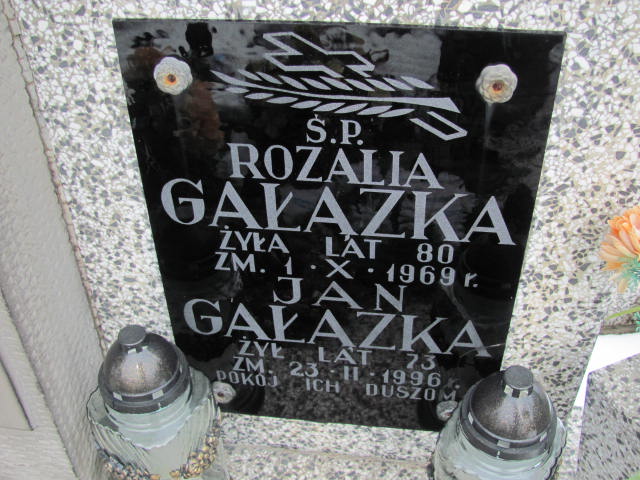 Ś.P.
ROZALIA
GAŁĄZKA
ŻYŁA LAT 80
ZM. 1.X.1969 r.
JAN
GAŁĄZKA
ŻYŁ LAT 73
ZM. 23.II.1996 r.
POKÓJ ICH DUSZOM